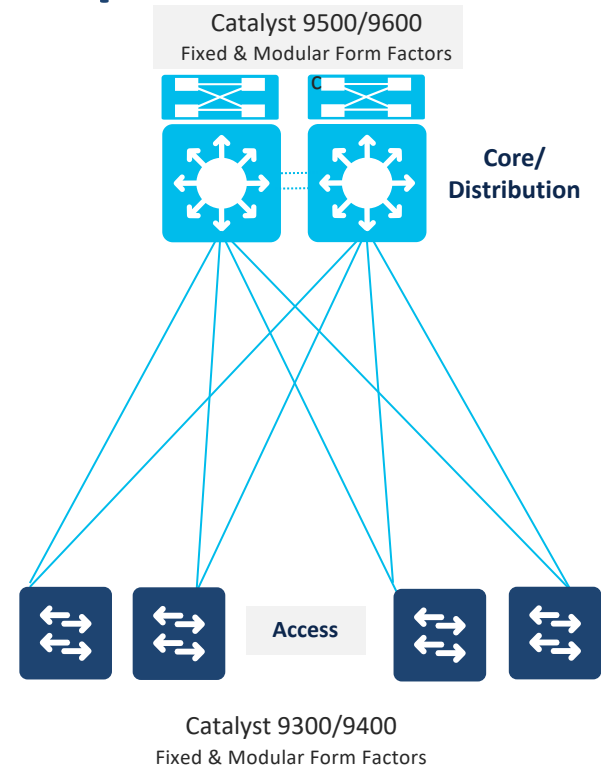 Catalyst 9500/9600
Fixed & Modular Form Factors
C
Core/
Distribution
Access
Catalyst 9300/9400
Fixed & Modular Form Factors